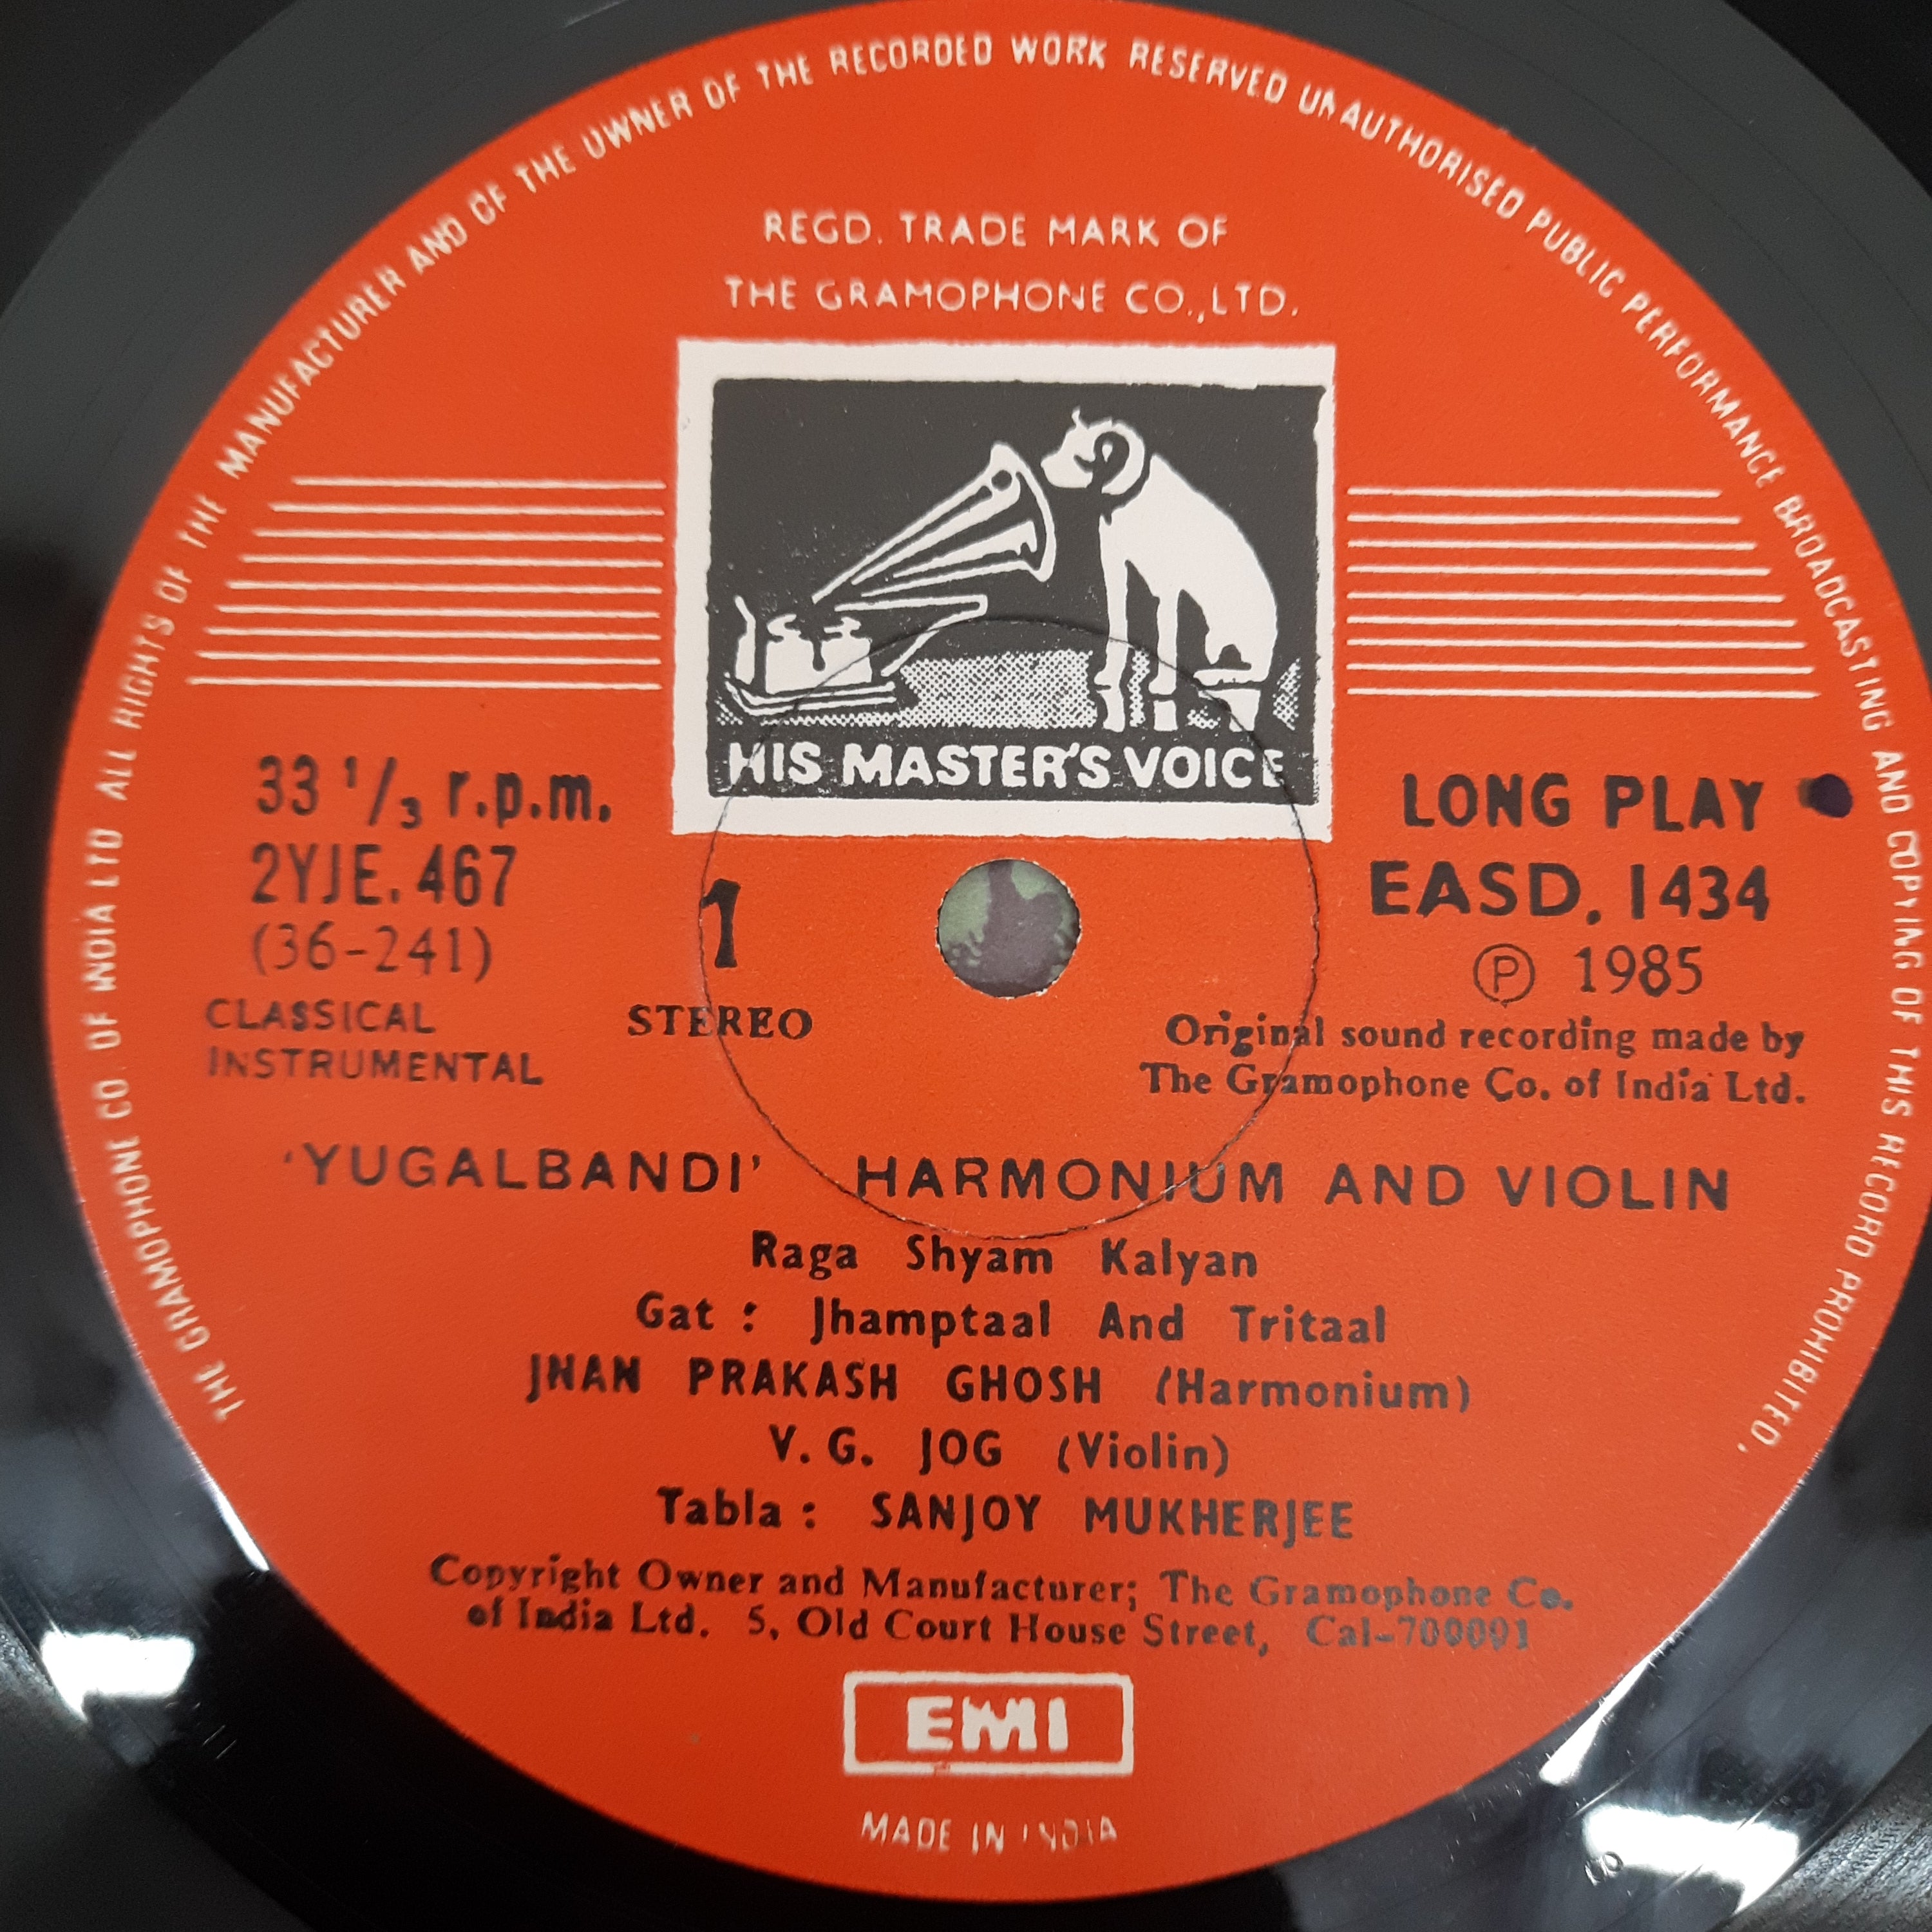 THE GRAMOPHONE CO. OF INDIA LTD ALL RIGHTS OF THE MANUFACTURER AND OF THE OWNER OF THE RECORDED WORK RESERVED UNAUTHORISED PUBLIC PERFORMANCE BROADCASTING AND COPYING OF THIS RECORD PROHIBITED.
REGD. TRADE MARK OF
THE GRAMOPHONE CO., LTD.
HIS MASTER'S VOICE
33 1/3 r.p.m.
2YJE. 467
(36-241)
CLASSICAL
INSTRUMENTAL
1
STEREO
LONG PLAY
EASD. 1434
Ⓟ 1985
Original sound recording made by
The Gramophone Co. of India Ltd.
'YUGALBANDI' HARMONIUM AND VIOLIN
Raga Shyam Kalyan
Gat : Jhamptaal And Tritaal
JNAN PRAKASH GHOSH (Harmonium)
V. G. JOG (Violin)
Tabla : SANJOY MUKHERJEE
Copyright Owner and Manufacturer; The Gramophone Co.
of India Ltd. 5, Old Court House Street, Cal-700001
EMI
MADE IN INDIA